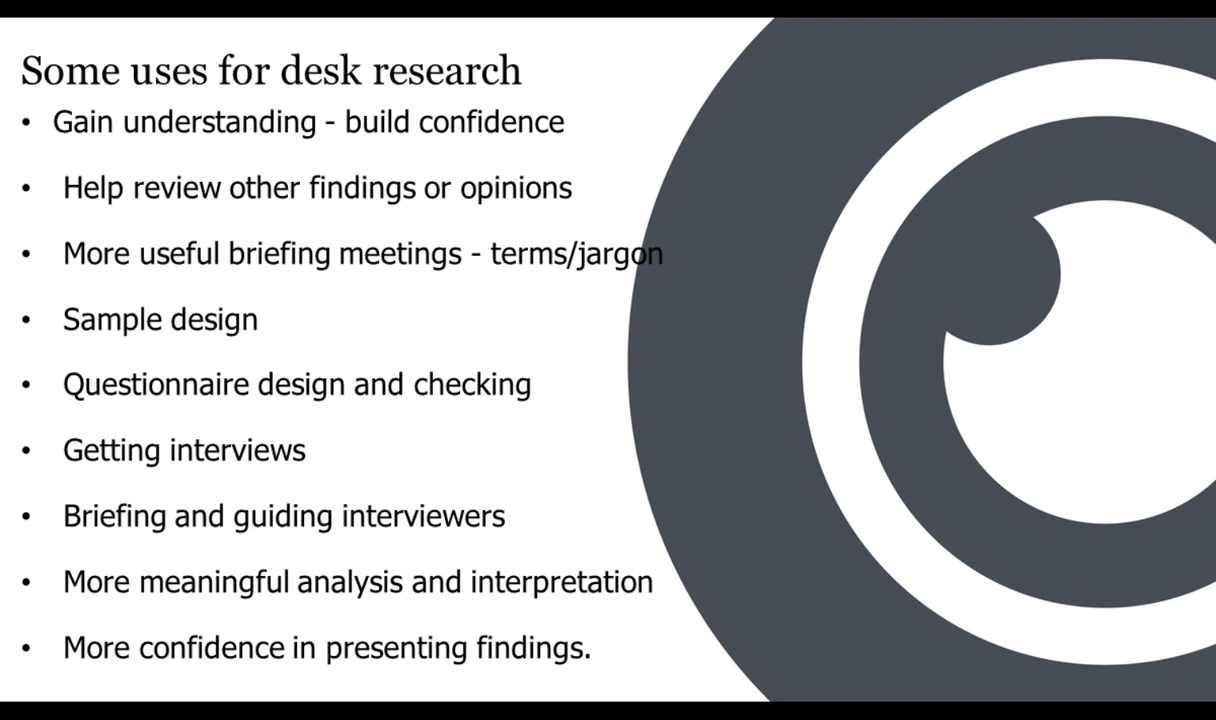 Some uses for desk research
• Gain understanding - build confidence
• Help review other findings or opinions
• More useful briefing meetings - terms/jargon
• Sample design
• Questionnaire design and checking
• Getting interviews
• Briefing and guiding interviewers
• More meaningful analysis and interpretation
• More confidence in presenting findings.